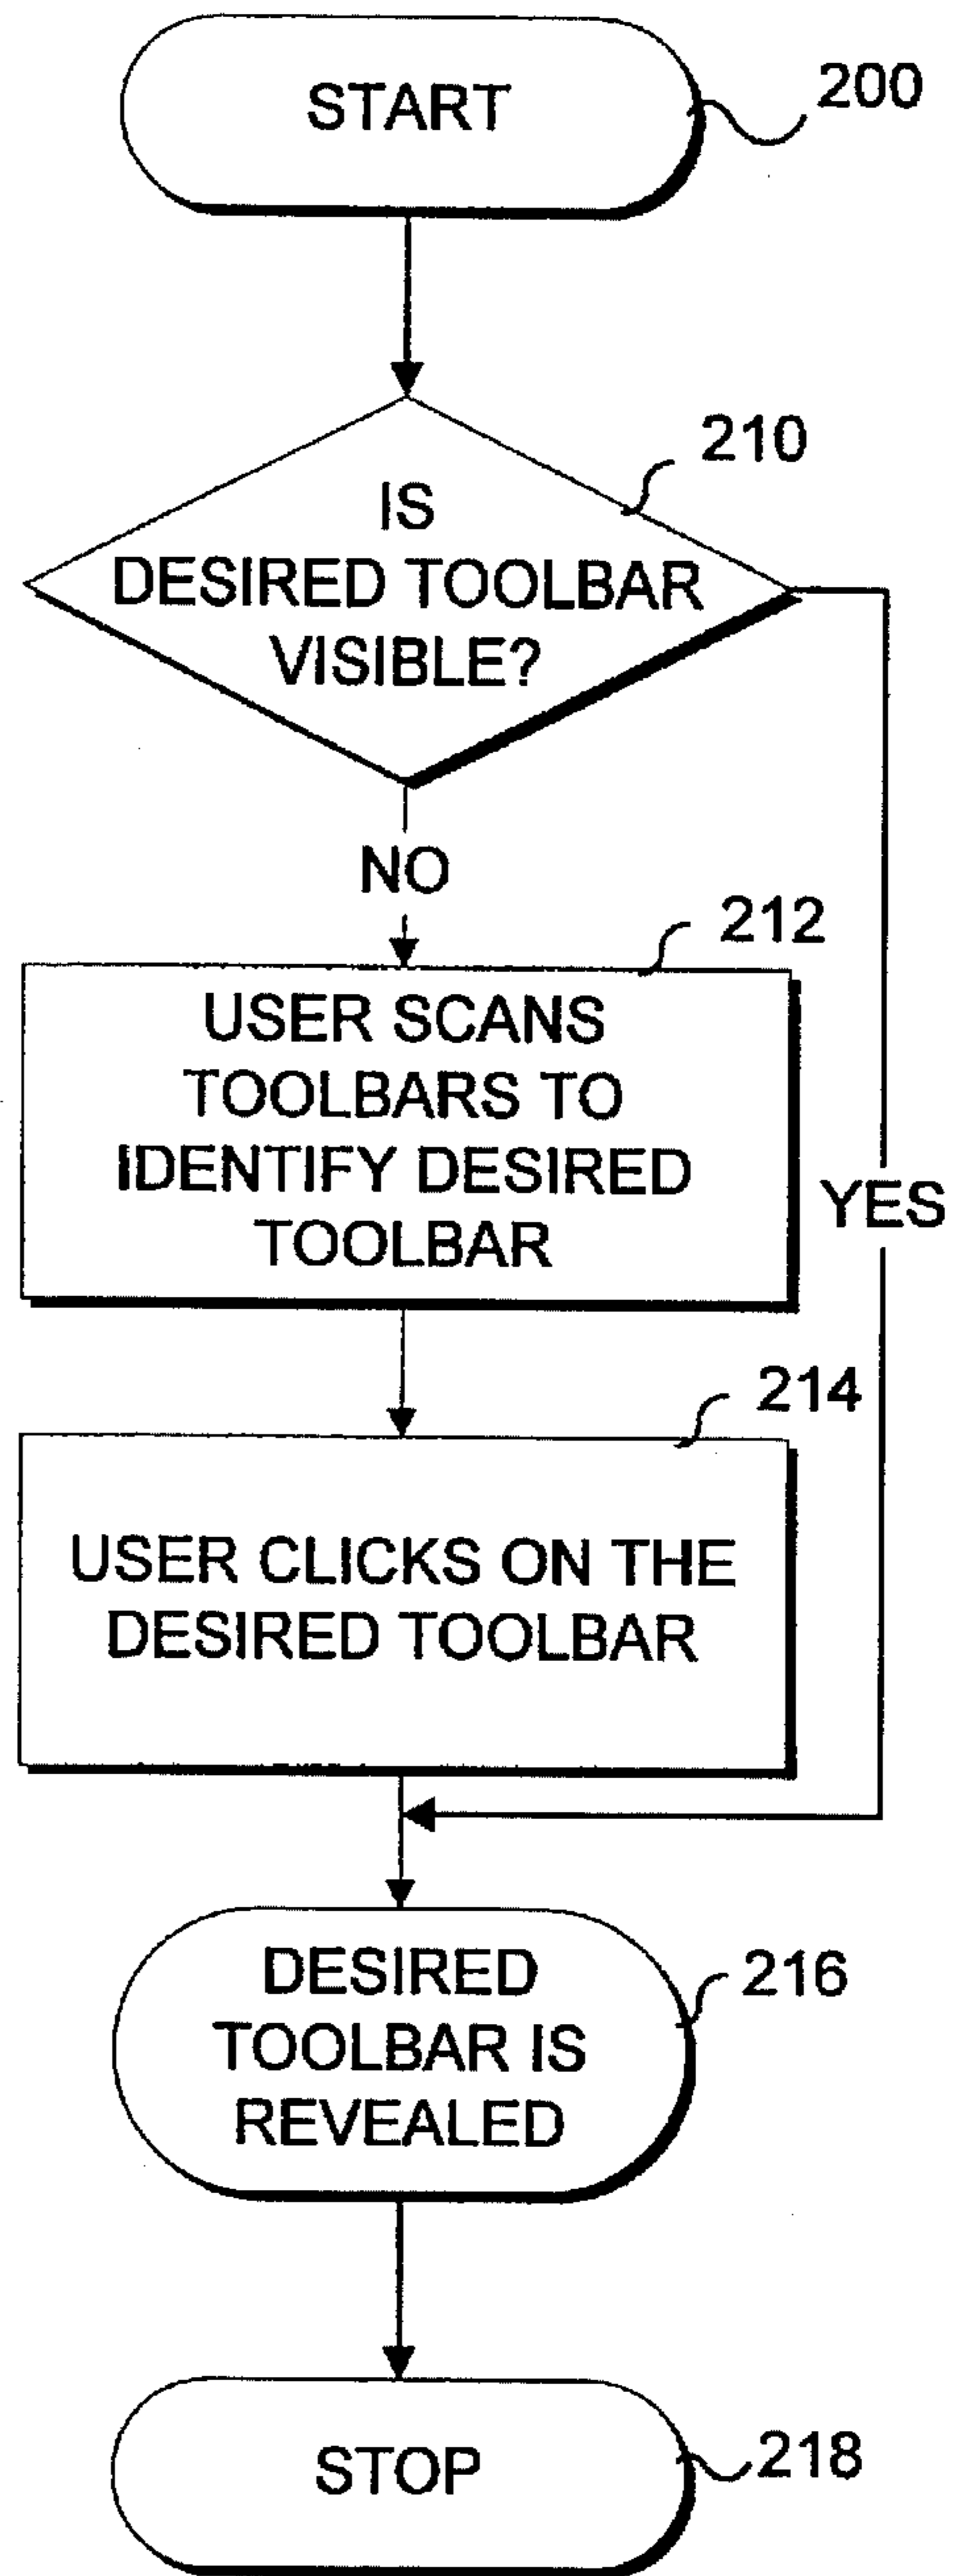 START
200
210
IS
DESIRED TOOLBAR
VISIBLE?
NO
212
USER SCANS
TOOLBARS TO
IDENTIFY DESIRED
TOOLBAR
YES
214
USER CLICKS ON THE
DESIRED TOOLBAR
DESIRED
TOOLBAR IS
REVEALED
216
STOP
218